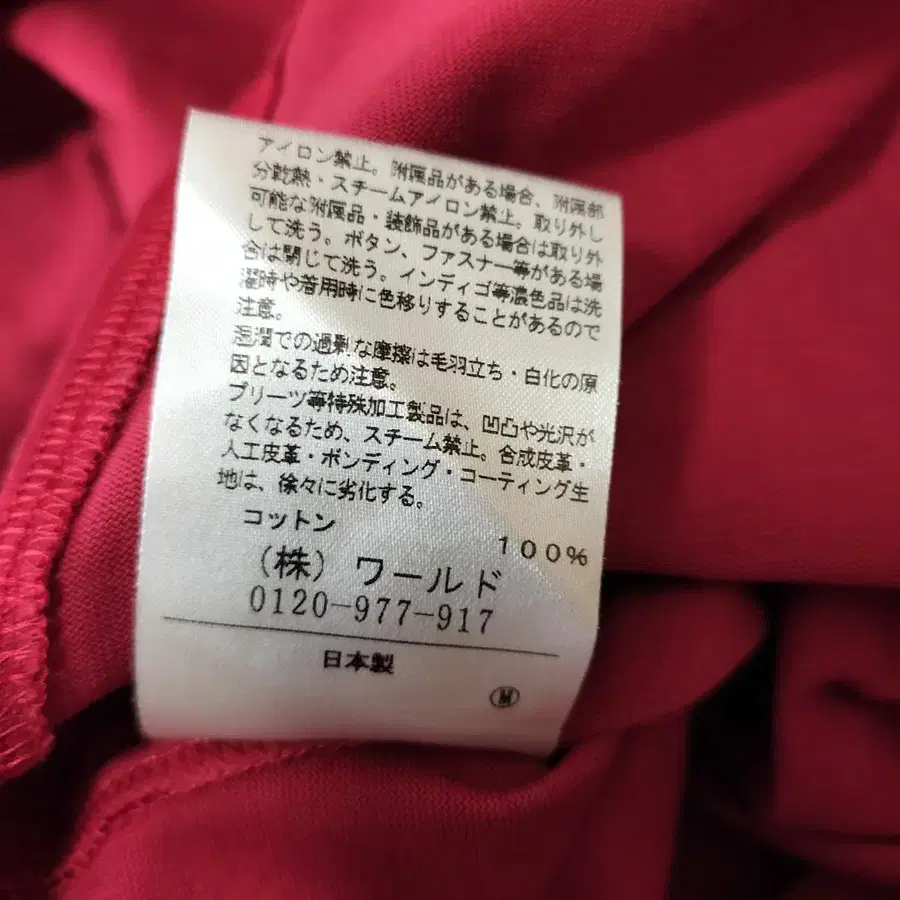 アイロン禁止。附属品がある場合、附属部
分乾熱・スチームアイロン禁止。取り外し
可能な附属品・装飾品がある場合は取り外
して洗う。ボタン、ファスナー等がある場
合は閉じて洗う。インディゴ等濃色品は洗
濯時や着用時に色移りすることがあるので
注意。
湿潤での過剰な摩擦は毛羽立ち・白化の原
因となるため注意。
プリーツ等特殊加工製品は、凹凸や光沢が
なくなるため、スチーム禁止。合成皮革・
人工皮革・ボンディング・コーティング生
地は、徐々に劣化する。
コットン 100%
(株) ワールド
0120-977-917
日本製
Ⓜ